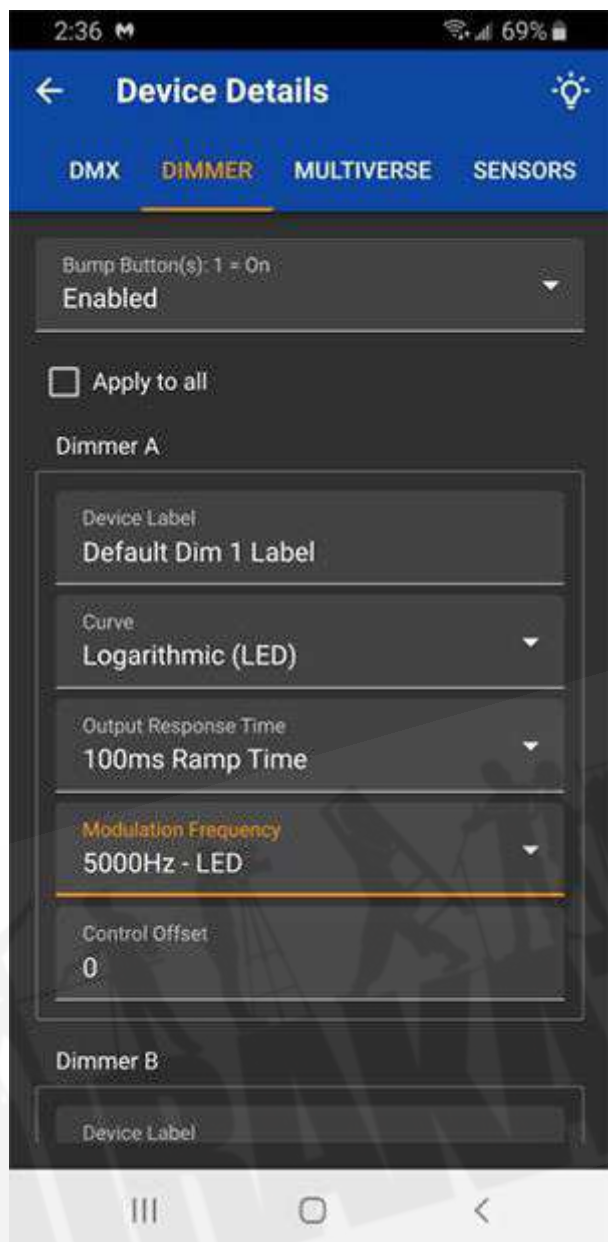 2:36 69%
Device Details
DMX DIMMER MULTIVERSE SENSORS
Bump Button(s): 1 = On
Enabled
Apply to all
Dimmer A
Device Label
Default Dim 1 Label
Curve
Logarithmic (LED)
Output Response Time
100ms Ramp Time
Modulation Frequency
5000Hz - LED
Control Offset
0
Dimmer B
Device Label